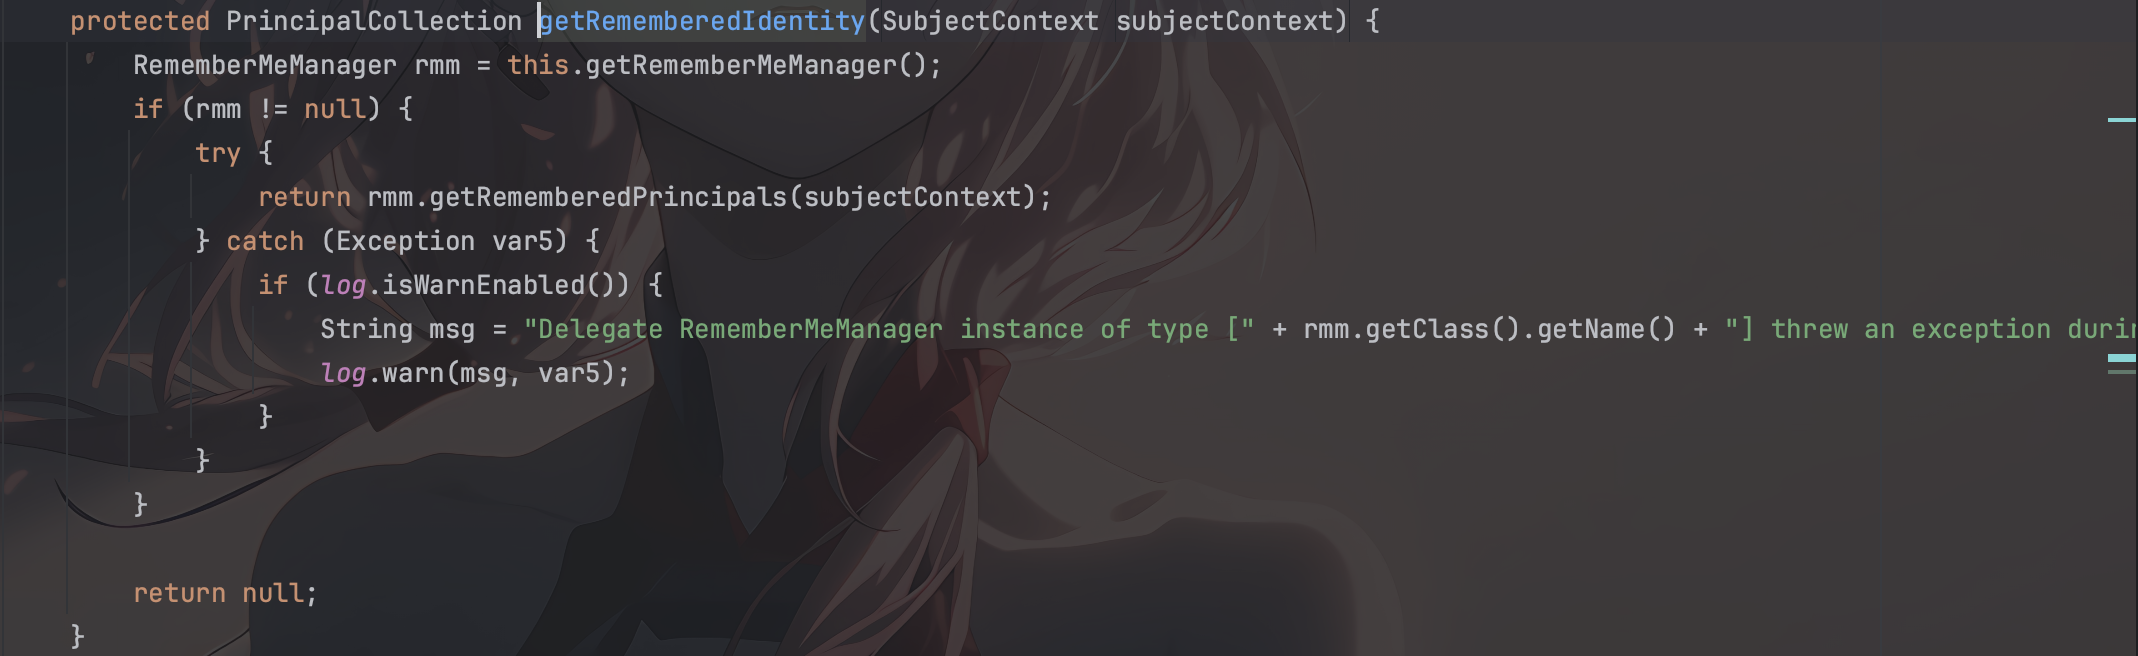 protected PrincipalCollection getRememberedIdentity(SubjectContext subjectContext) {
RememberMeManager rmm = this.getRememberMeManager();
if (rmm != null) {
try {
return rmm.getRememberedPrincipals(subjectContext);
} catch (Exception var5) {
if (log.isWarnEnabled()) {
String msg = "Delegate RememberMeManager instance of type [" + rmm.getClass().getName() + "] threw an exception durin
log.warn(msg, var5);
}
}
}
return null;
}